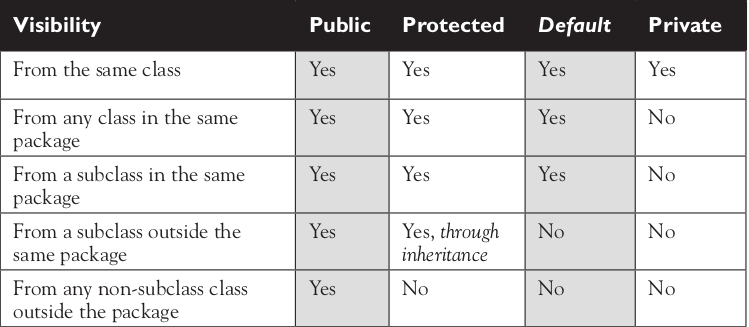 Visibility Public Protected Default Private
From the same class Yes Yes Yes Yes
From any class in the same
package Yes Yes Yes No
From a subclass in the same
package Yes Yes Yes No
From a subclass outside the
same package Yes Yes, through
inheritance No No
From any non-subclass class
outside the package Yes No No No